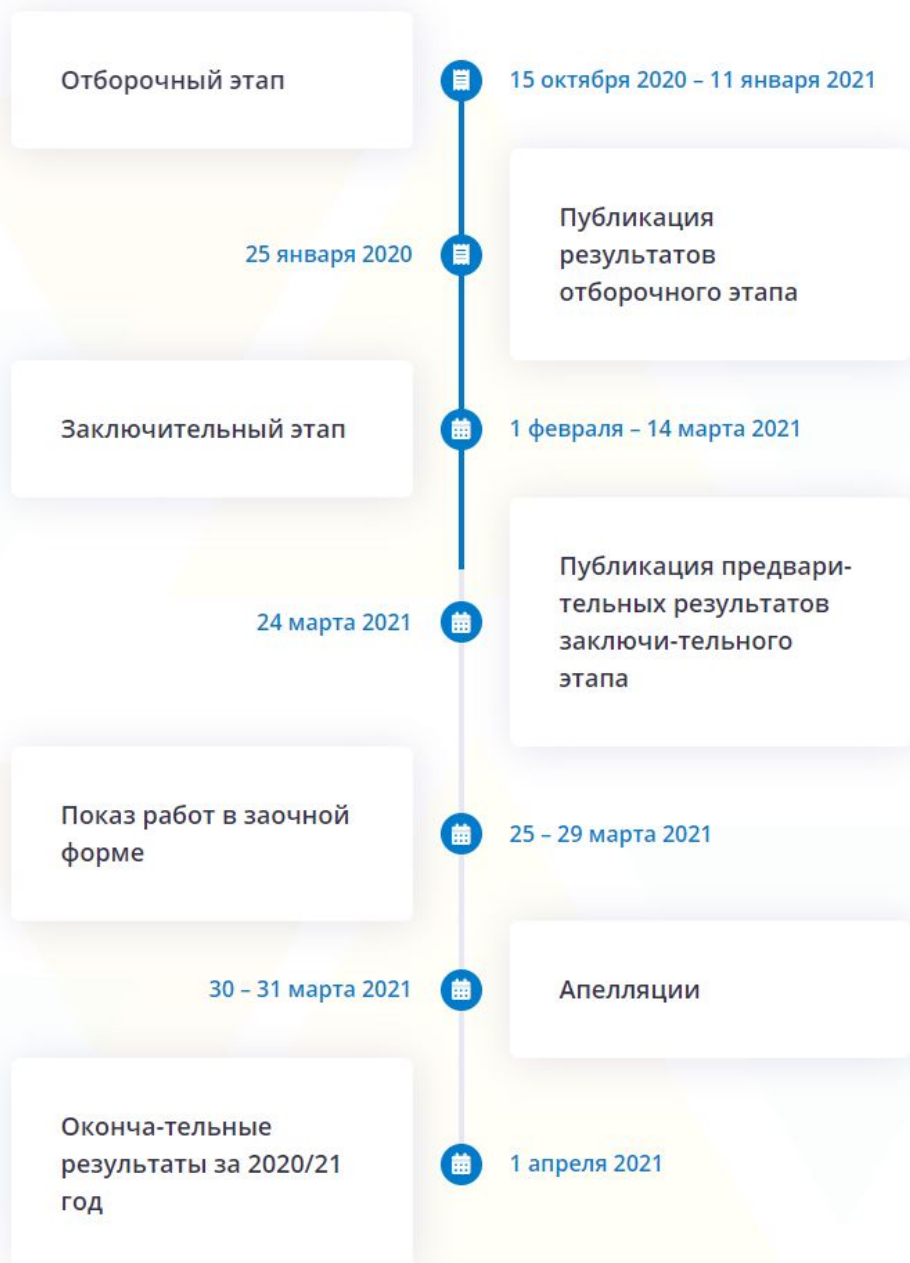 Отборочный этап
15 октября 2020 – 11 января 2021
25 января 2020
Публикация
результатов
отборочного этапа
Заключительный этап
1 февраля – 14 марта 2021
24 марта 2021
Публикация предвари-
тельных результатов
заключи-тельного
этапа
Показ работ в заочной
форме
25 – 29 марта 2021
30 – 31 марта 2021
Апелляции
Оконча-тельные
результаты за 2020/21
год
1 апреля 2021